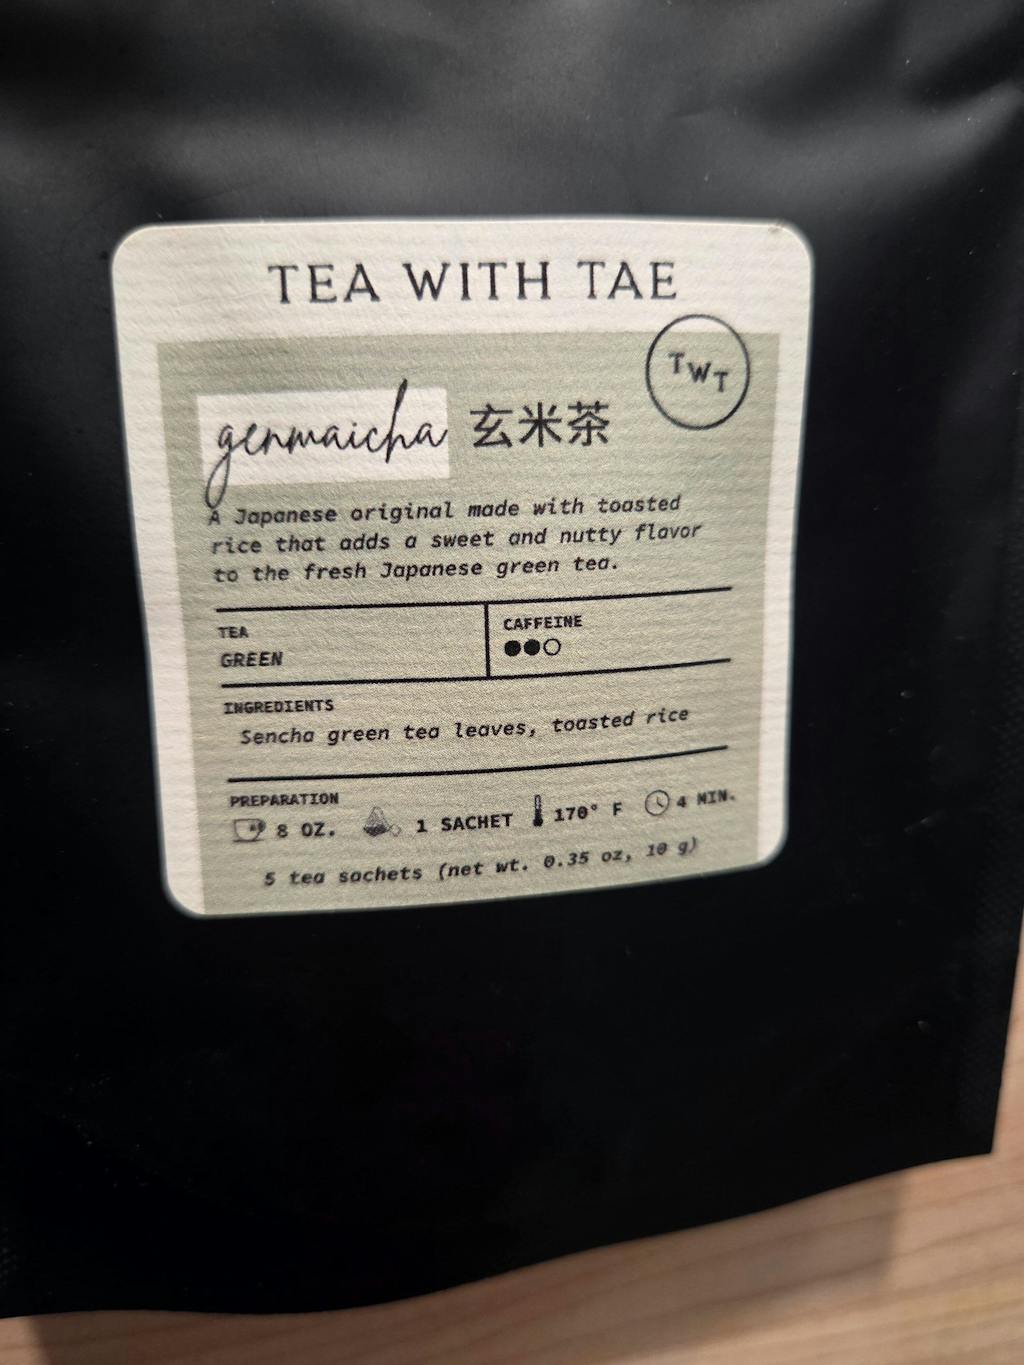 TEA WITH TAE
TWT
genmaicha 玄米茶
A Japanese original made with toasted
rice that adds a sweet and nutty flavor
to the fresh Japanese green tea.
TEA
GREEN
CAFFEINE
INGREDIENTS
Sencha green tea leaves, toasted rice
PREPARATION
8 OZ. 1 SACHET 170° F 4 MIN.
5 tea sachets (net wt. 0.35 oz, 10 g)